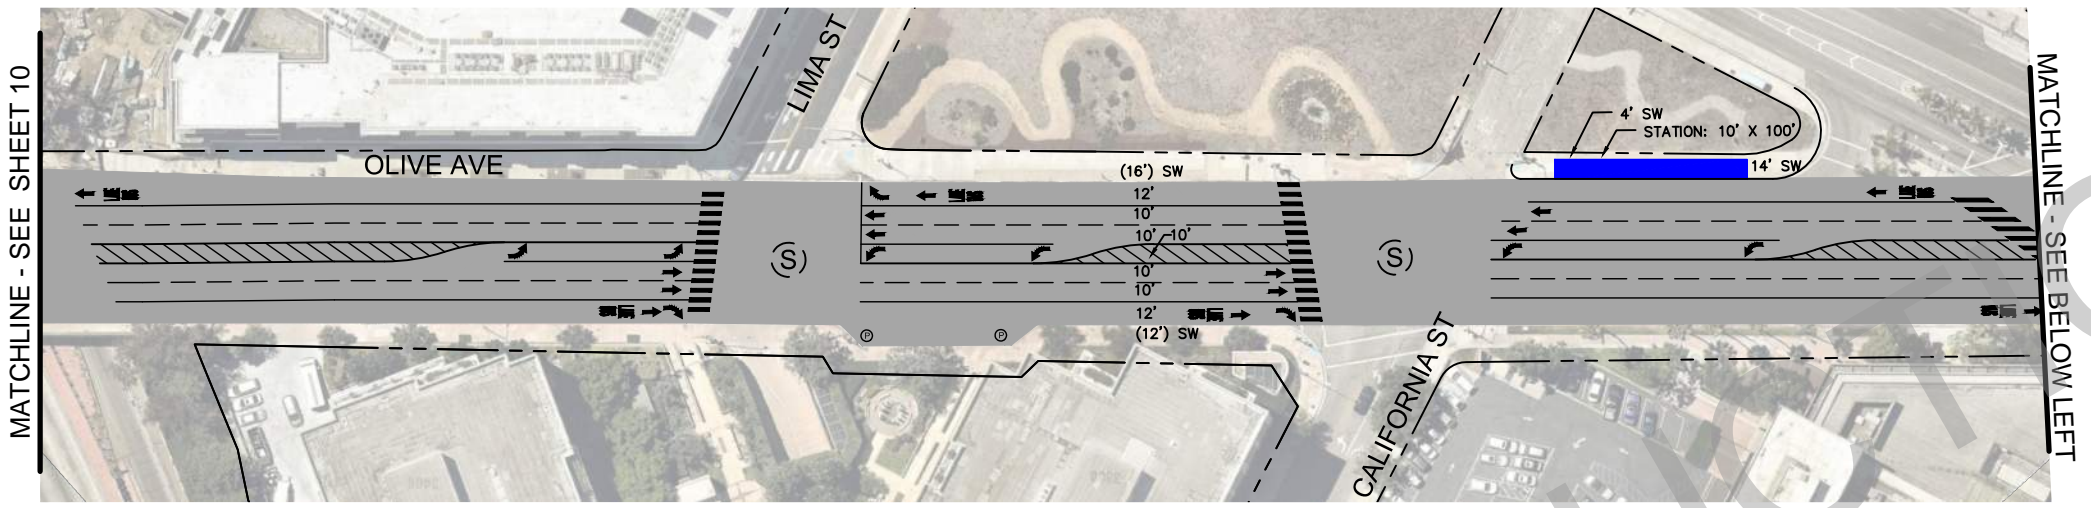 MATCHLINE - SEE SHEET 10
OLIVE AVE
LIMA ST
(16') SW
12'
10'
10'
10'
10'
10'
12'
(12') SW
S
S
P
P
4' SW
STATION: 10' X 100'
14' SW
CALIFORNIA ST
MATCHLINE - SEE BELOW LEFT